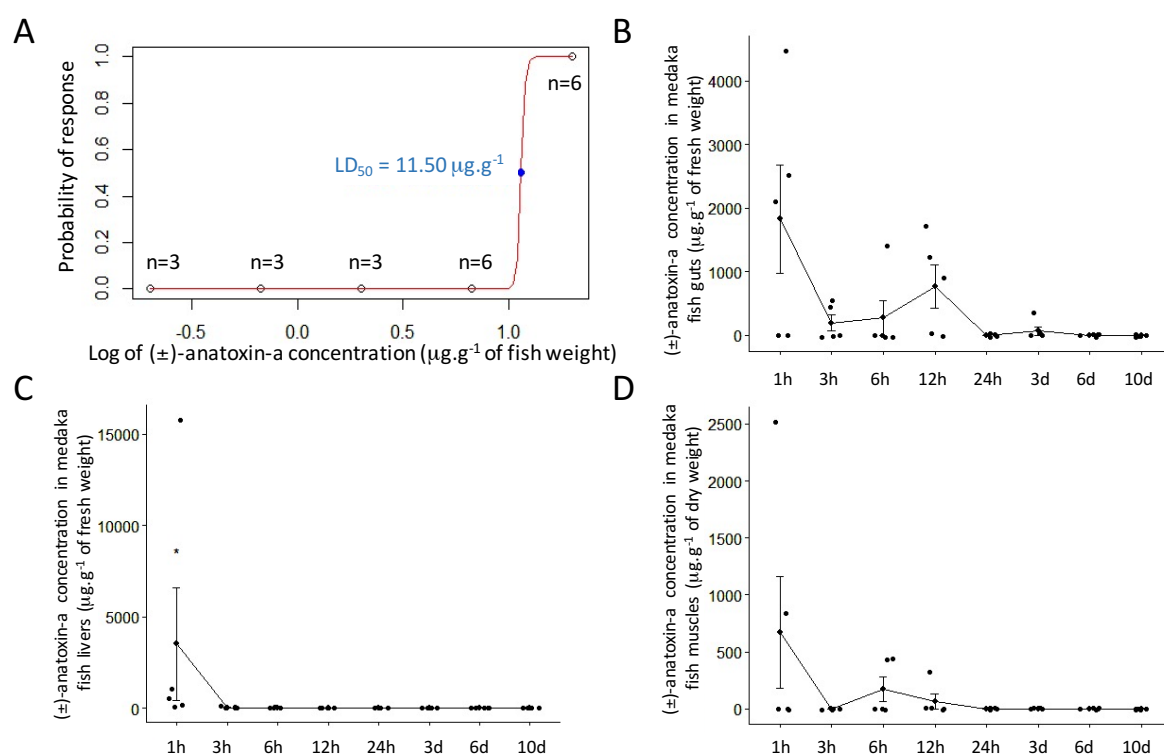 A
Probability of response
1.0
0.8
0.6
0.4
0.2
0.0
n=6
LD50 = 11.50 µg.g-1
n=3
n=3
n=3
n=6
-0.5
0.0
0.5
1.0
Log of (±)-anatoxin-a concentration (µg.g-1 of fish weight)
B
(±)-anatoxin-a concentration in medaka
fish guts (µg.g-1 of fresh weight)
4000
3000
2000
1000
0
1h 3h 6h 12h 24h 3d 6d 10d
C
(±)-anatoxin-a concentration in medaka
fish livers (µg.g-1 of fresh weight)
15000
10000
*
5000
0
1h 3h 6h 12h 24h 3d 6d 10d
D
(±)-anatoxin-a concentration in medaka
fish muscles (µg.g-1 of dry weight)
2500
2000
1500
1000
500
0
1h 3h 6h 12h 24h 3d 6d 10d